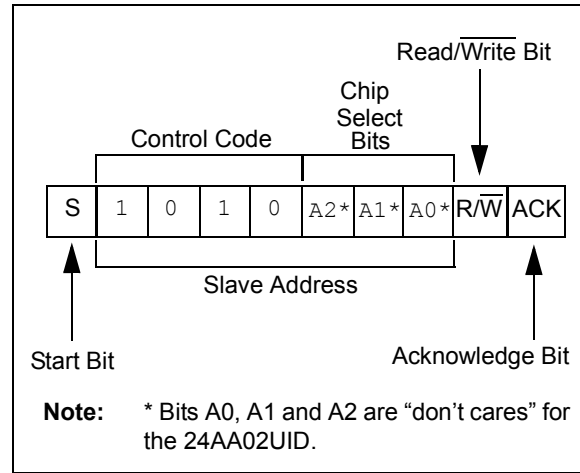 Read/Write Bit
Chip
Select
Bits
Control Code
S 1 0 1 0 A2* A1* A0* R/W ACK
Slave Address
Start Bit
Acknowledge Bit
Note: * Bits A0, A1 and A2 are “don’t cares” for
the 24AA02UID.